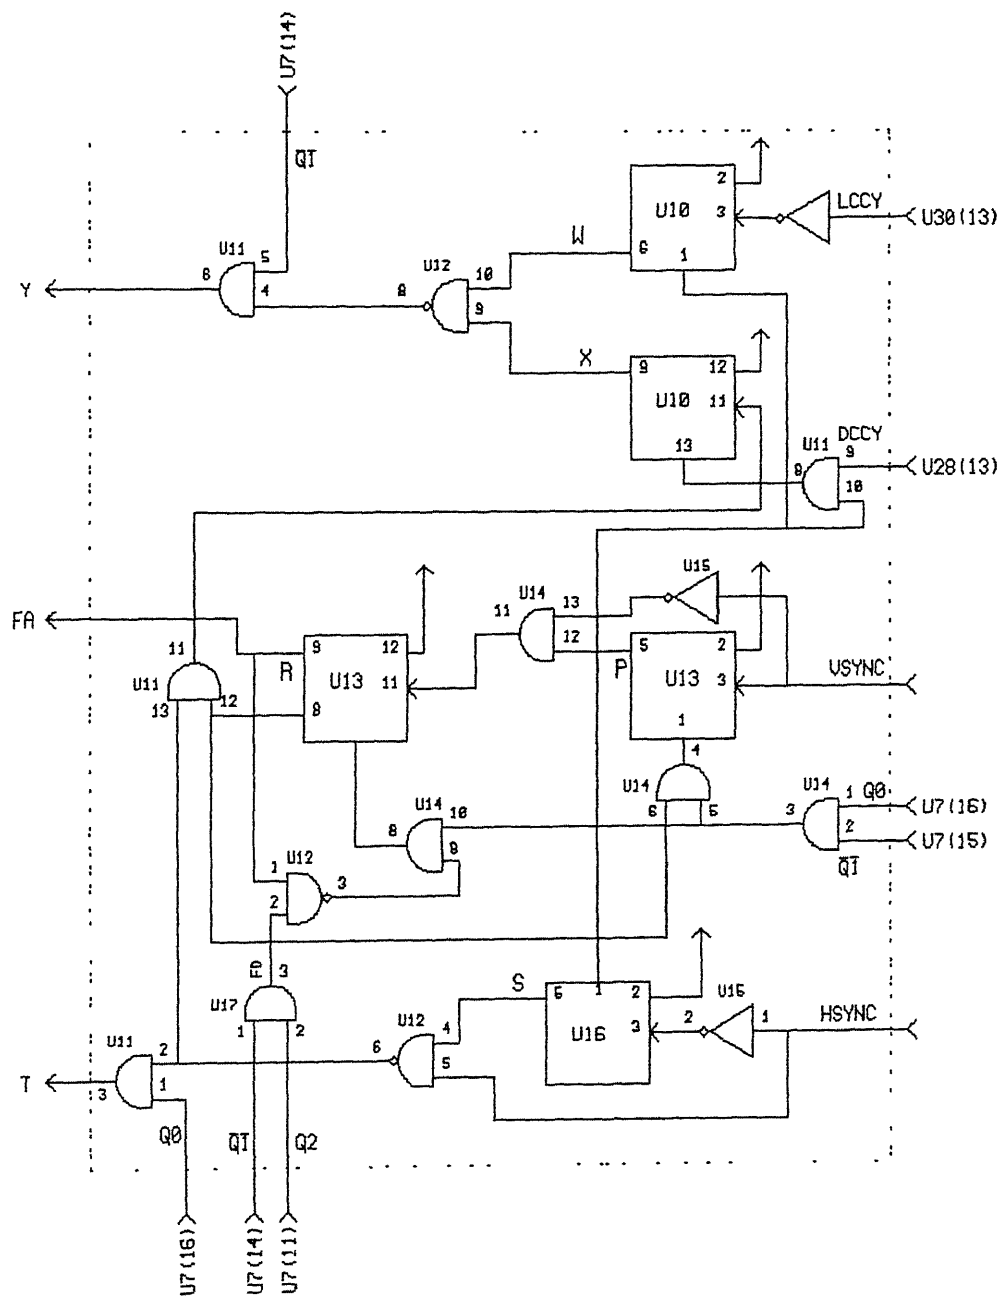 U7(14)
Q̅1̅
2
LCCY
U10
3
U30(13)
W
6
1
U11
5
U12
10
6
4
8
9
Y
X
9
12
U10
11
13
DCCY
U11
9
8
U28(13)
10
U15
U14
11
13
12
FA
9
12
5
2
11
R
U13
11
P
U13
3
VSYNC
U11
12
13
8
1
4
U14
U14
6
5
U14
10
3
1
Q0
U7(16)
8
9
2
U7(15)
Q̅1̅
U12
1
3
2
FD
3
S
6
1
2
U17
1
2
U12
4
U16
3
2
U15
1
HSYNC
6
5
U11
2
T
3
1
Q0
Q̅1̅
Q2
U7(16)
U7(14)
U7(11)